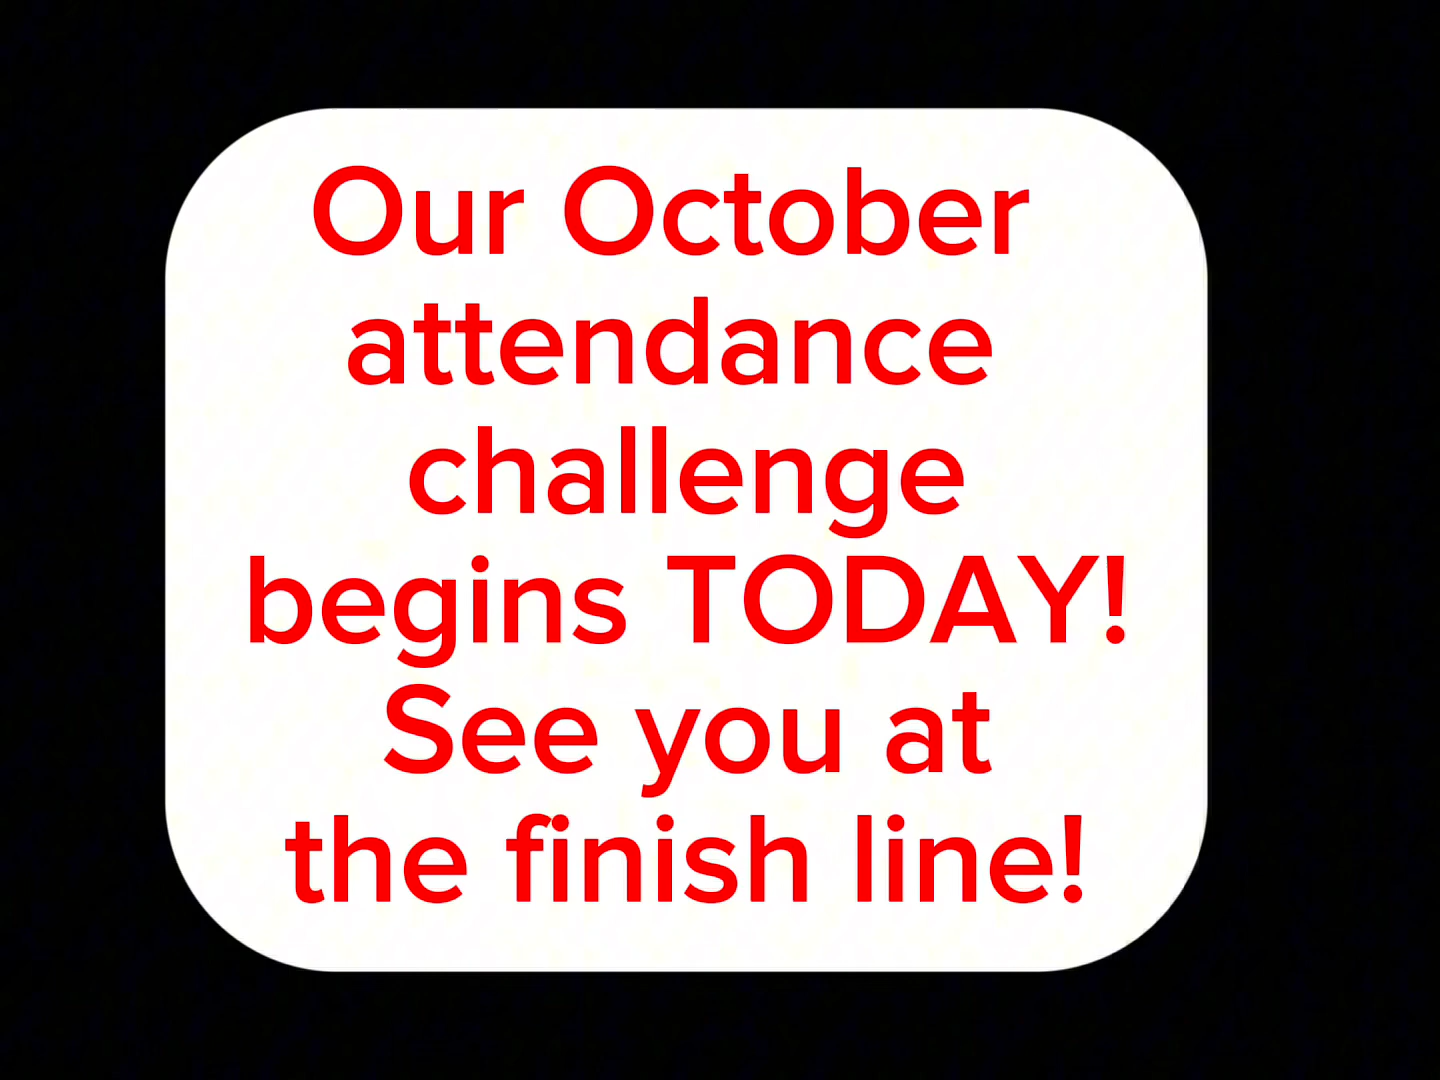 Our October
attendance
challenge
begins TODAY!
See you at
the finish line!